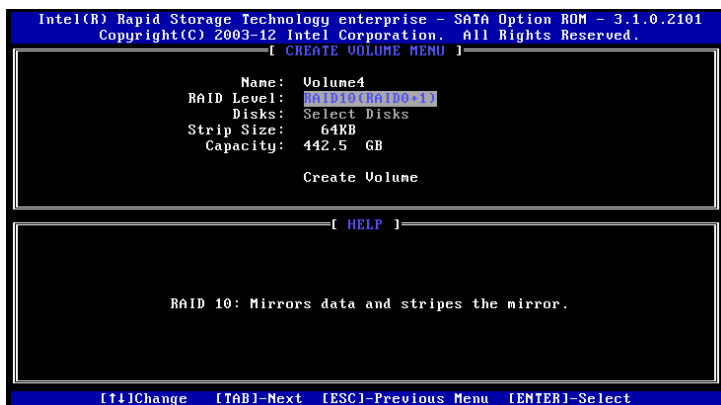 Intel(R) Rapid Storage Technology enterprise - SATA Option ROM - 3.1.0.2101
Copyright(C) 2003-12 Intel Corporation. All Rights Reserved.
[ CREATE VOLUME MENU ]
Name: Volume4
RAID Level: RAID10(RAID0+1)
Disks: Select Disks
Strip Size: 64KB
Capacity: 442.5 GB
Create Volume
[ HELP ]
RAID 10: Mirrors data and stripes the mirror.
[↑↓]Change [TAB]-Next [ESC]-Previous Menu [ENTER]-Select